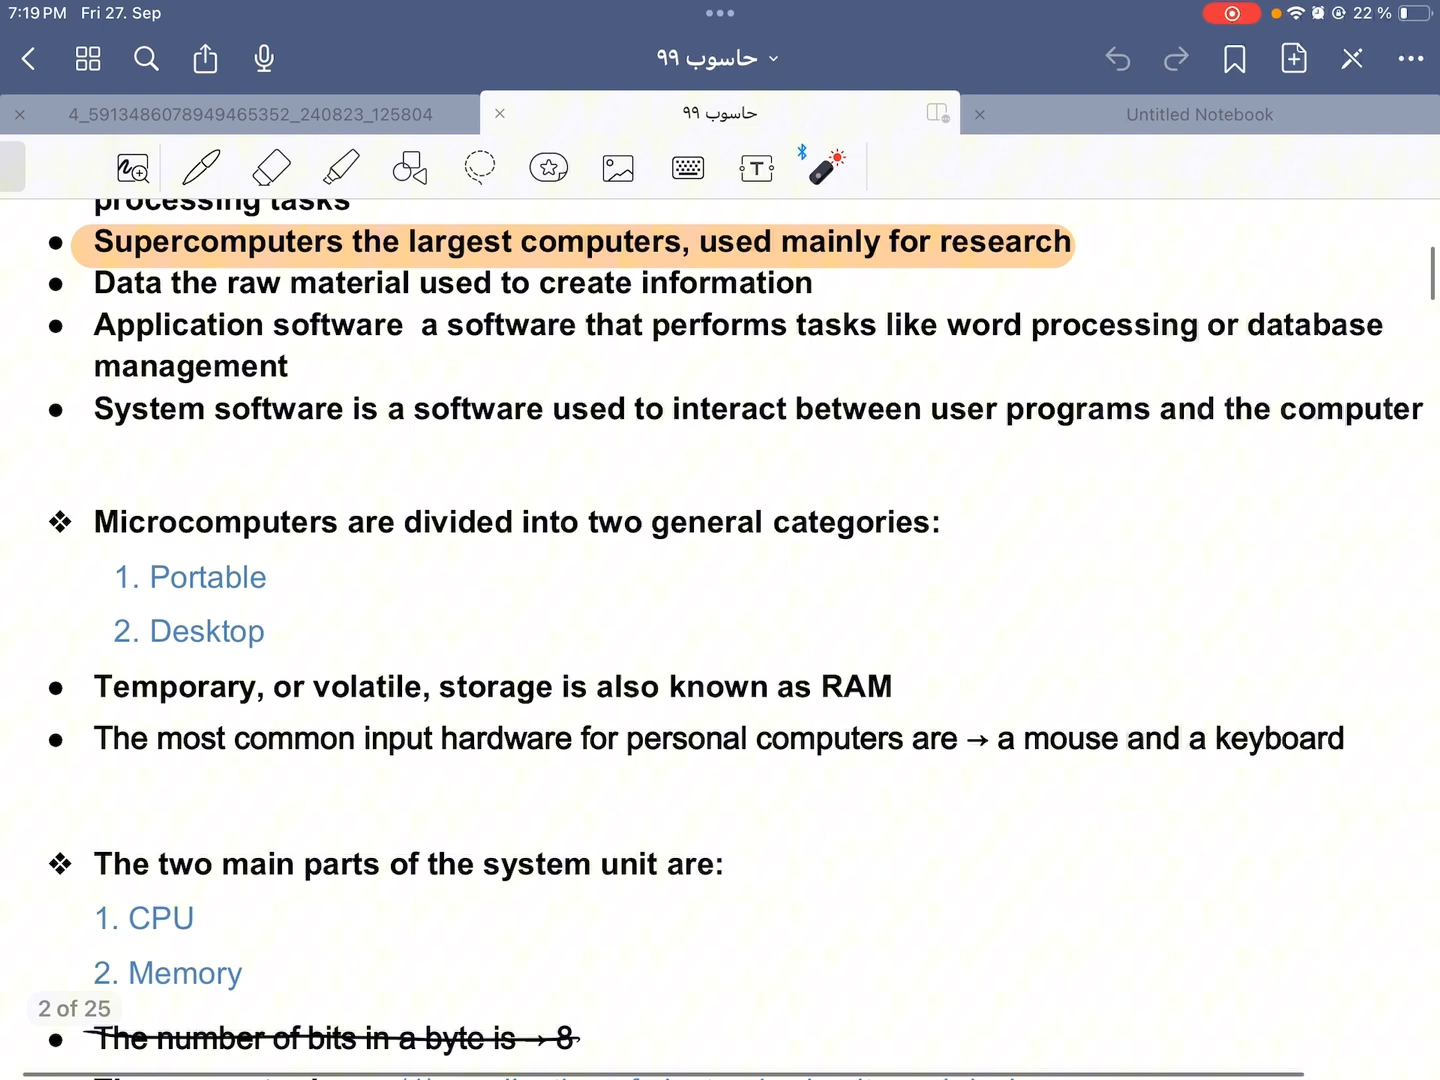 7:19 PM Fri 27. Sep
22 %
حاسوب ٩٩
4_5913486078949465352_240823_125804
حاسوب ٩٩
Untitled Notebook
processing tasks
● Supercomputers the largest computers, used mainly for research
● Data the raw material used to create information
● Application software a software that performs tasks like word processing or database
management
● System software is a software used to interact between user programs and the computer
❖ Microcomputers are divided into two general categories:
1. Portable
2. Desktop
● Temporary, or volatile, storage is also known as RAM
● The most common input hardware for personal computers are → a mouse and a keyboard
❖ The two main parts of the system unit are:
1. CPU
2. Memory
2 of 25
● The number of bits in a byte is → 8